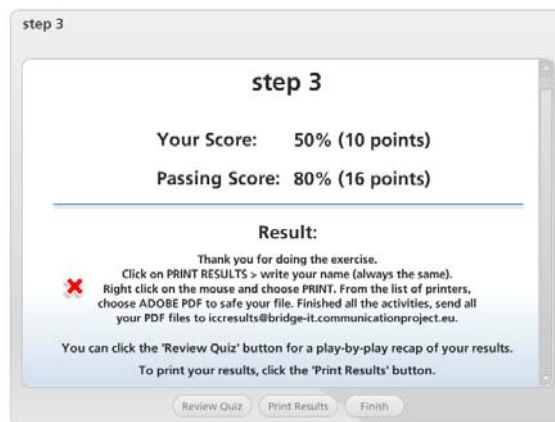 step 3
step 3
Your Score: 50% (10 points)
Passing Score: 80% (16 points)
Result:
Thank you for doing the exercise.
Click on PRINT RESULTS > write your name (always the same).
Right click on the mouse and choose PRINT. From the list of printers,
choose ADOBE PDF to safe your file. Finished all the activities, send all
your PDF files to iccresults@bridge-it.communicationproject.eu.
You can click the 'Review Quiz' button for a play-by-play recap of your results.
To print your results, click the 'Print Results' button.
Review Quiz Print Results Finish